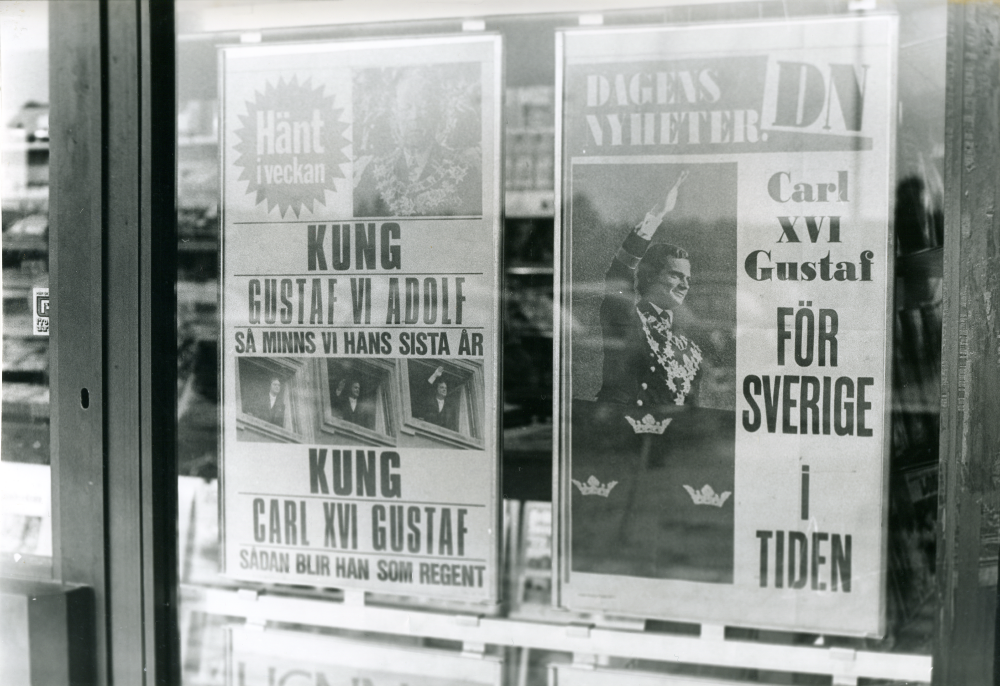 Hänt
i veckan
KUNG
GUSTAF VI ADOLF
SÅ MINNS VI HANS SISTA ÅR
KUNG
CARL XVI GUSTAF
SÅDAN BLIR HAN SOM REGENT
DAGENS
NYHETER.
DN
Carl
XVI
Gustaf
FÖR
SVERIGE
I
TIDEN